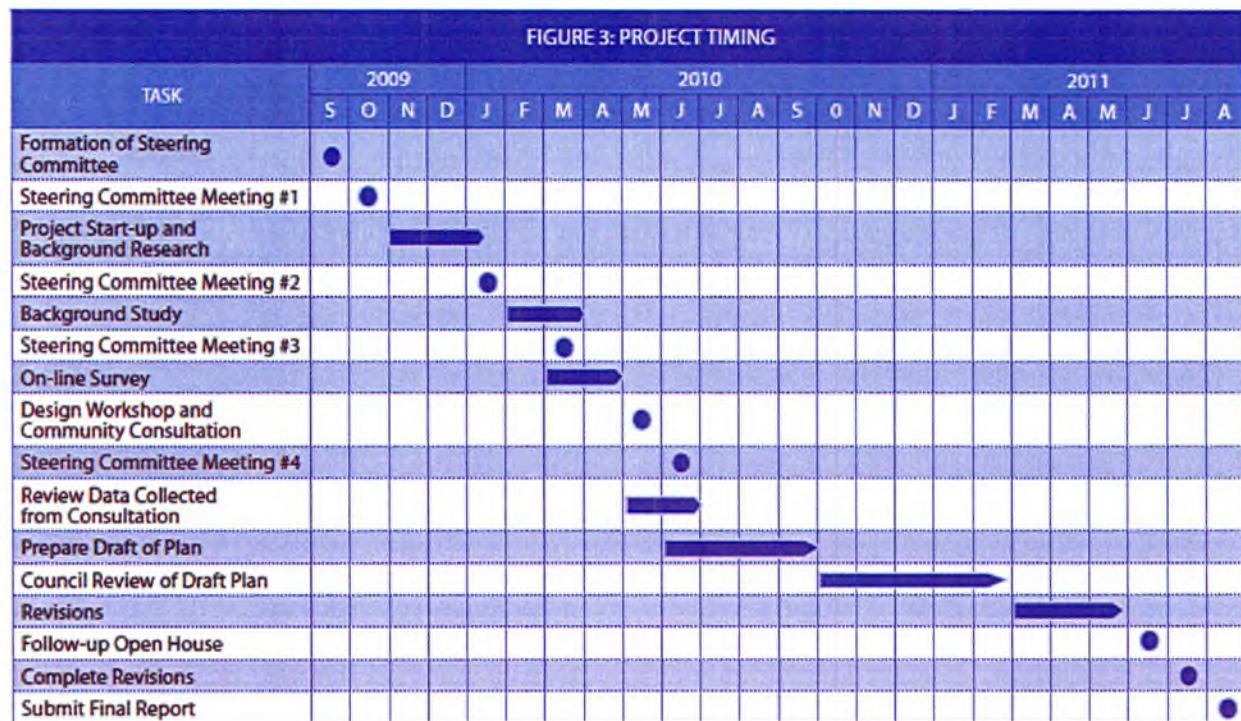 FIGURE 3: PROJECT TIMING
TASK
2009
2010
2011
S O N D J F M A M J J A S 0 N D J F M A M J J A
Formation of Steering
Committee
Steering Committee Meeting #1
Project Start-up and
Background Research
Steering Committee Meeting #2
Background Study
Steering Committee Meeting #3
On-line Survey
Design Workshop and
Community Consultation
Steering Committee Meeting #4
Review Data Collected
from Consultation
Prepare Draft of Plan
Council Review of Draft Plan
Revisions
Follow-up Open House
Complete Revisions
Submit Final Report